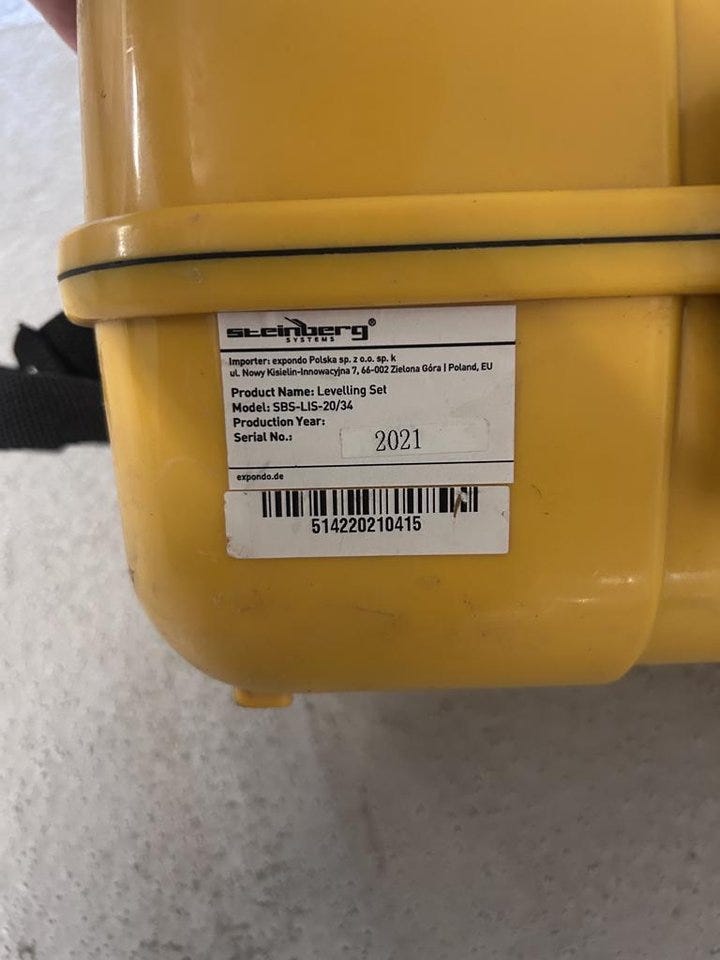 steinberg®
SYSTEMS
Importer: expondo Polska sp. z o.o. sp. k
ul. Nowy Kisielin-Innowacyjna 7, 66-002 Zielona Góra | Poland, EU
Product Name: Levelling Set
Model: SBS-LIS-20/34
Production Year:
Serial No.:
2021
expondo.de
514220210415